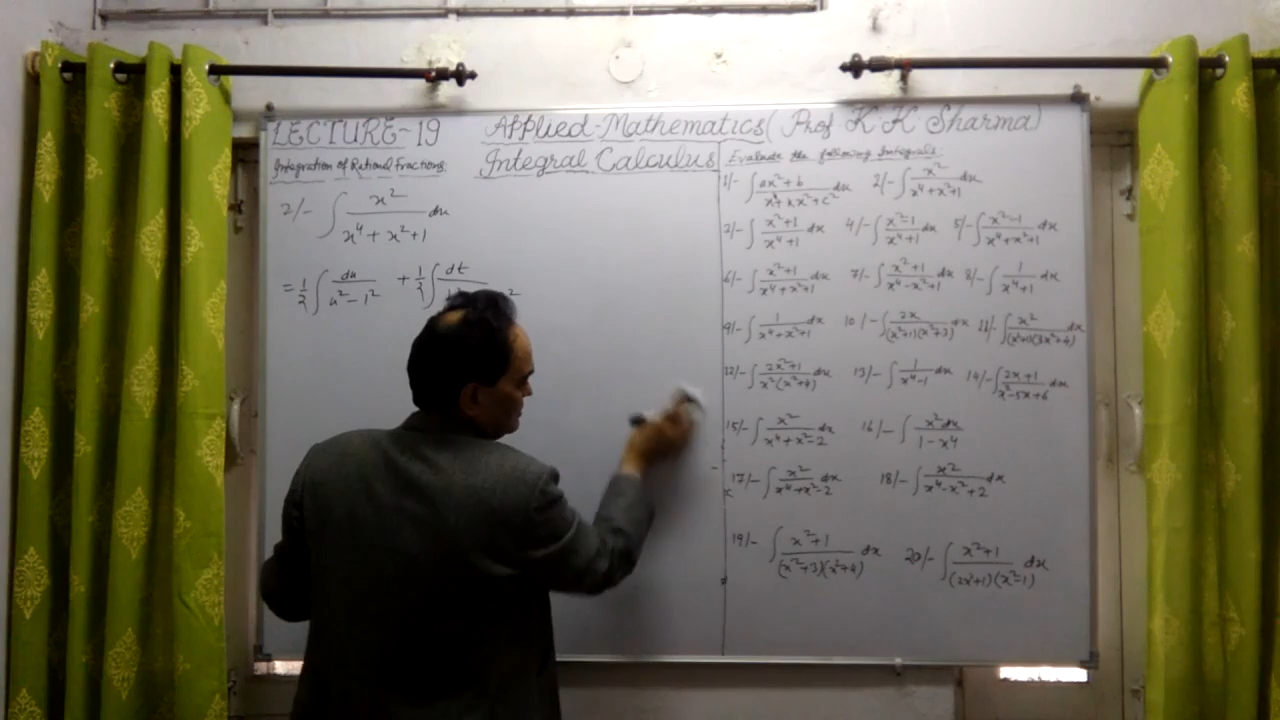 LECTURE-19 Applied-Mathematics( Prof K.K. Sharma)
Integration of Rational Fractions
Integral Calculus
2/- ∫ x² / (x⁴ + x² + 1) dx
= 1/2 ∫ du / (u² - 1²) + 1/2 ∫ dt /
Evaluate the following Integrals
1/- ∫ (ax² + b) / (x⁴ + kx² + c²) dx 2/- ∫ x² / (x⁴ + x² + 1) dx
3/- ∫ (x² + 1) / (x⁴ + 1) dx 4/- ∫ (x² - 1) / (x⁴ + 1) dx 5/- ∫ (x² - 1) / (x⁴ + x² + 1) dx
6/- ∫ (x² + 1) / (x⁴ + x² + 1) dx 7/- ∫ (x² + 1) / (x⁴ - x² + 1) dx 8/- ∫ 1 / (x⁴ + 1) dx
9/- ∫ 1 / (x⁴ + x² + 1) dx 10/- ∫ 2x / (x² + 1)(x² + 3) dx 11/- ∫ x² / (x² + 1)(3x² + 4) dx
12/- ∫ (2x² + 1) / x²(x² + 4) dx 13/- ∫ 1 / (x⁴ - 1) dx 14/- ∫ (2x + 1) / (x² - 5x + 6) dx
15/- ∫ x² / (x⁴ + x² - 2) dx 16/- ∫ x² dx / (1 - x⁴)
17/- ∫ x² / (x⁴ + x² - 2) dx 18/- ∫ x² / (x⁴ - x² + 2) dx
19/- ∫ (x² + 1) / (x² + 3)(x² + 4) dx 20/- ∫ (x² + 1) / (2x² + 1)(x² - 1) dx